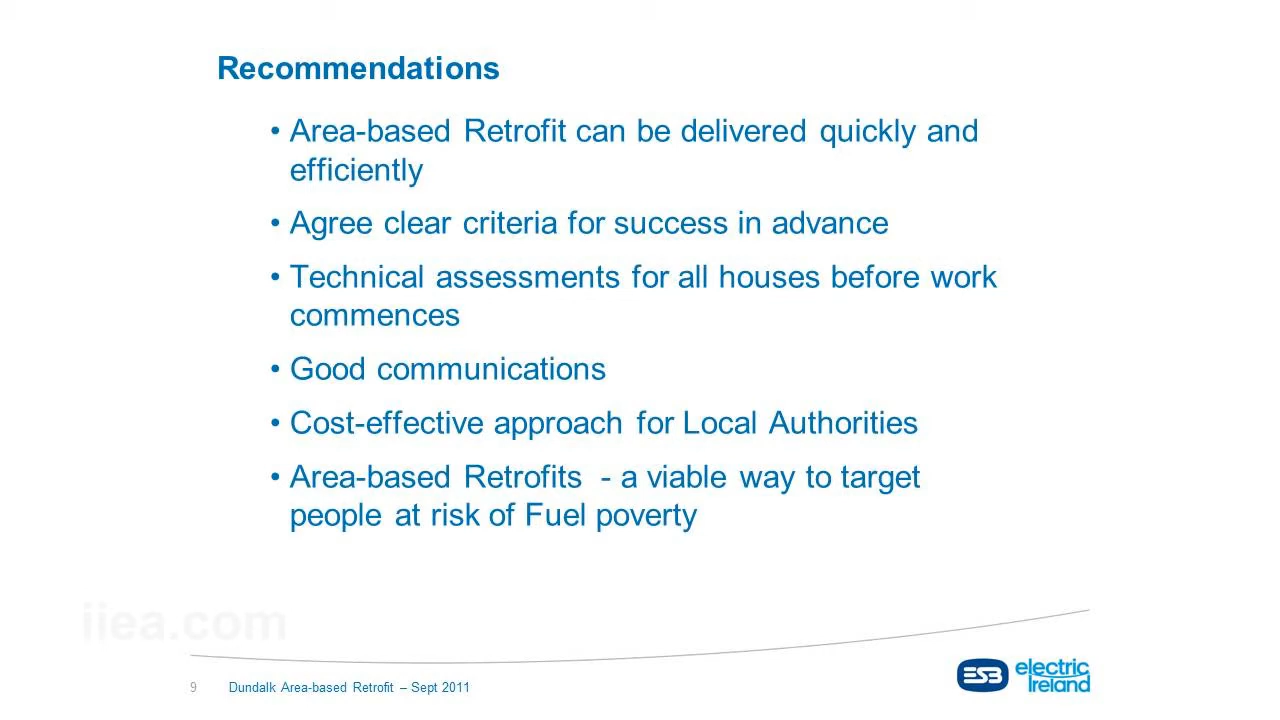 Recommendations
• Area-based Retrofit can be delivered quickly and
efficiently
• Agree clear criteria for success in advance
• Technical assessments for all houses before work
commences
• Good communications
• Cost-effective approach for Local Authorities
• Area-based Retrofits - a viable way to target
people at risk of Fuel poverty
iiea.com
9 Dundalk Area-based Retrofit – Sept 2011
ESB electric
Ireland